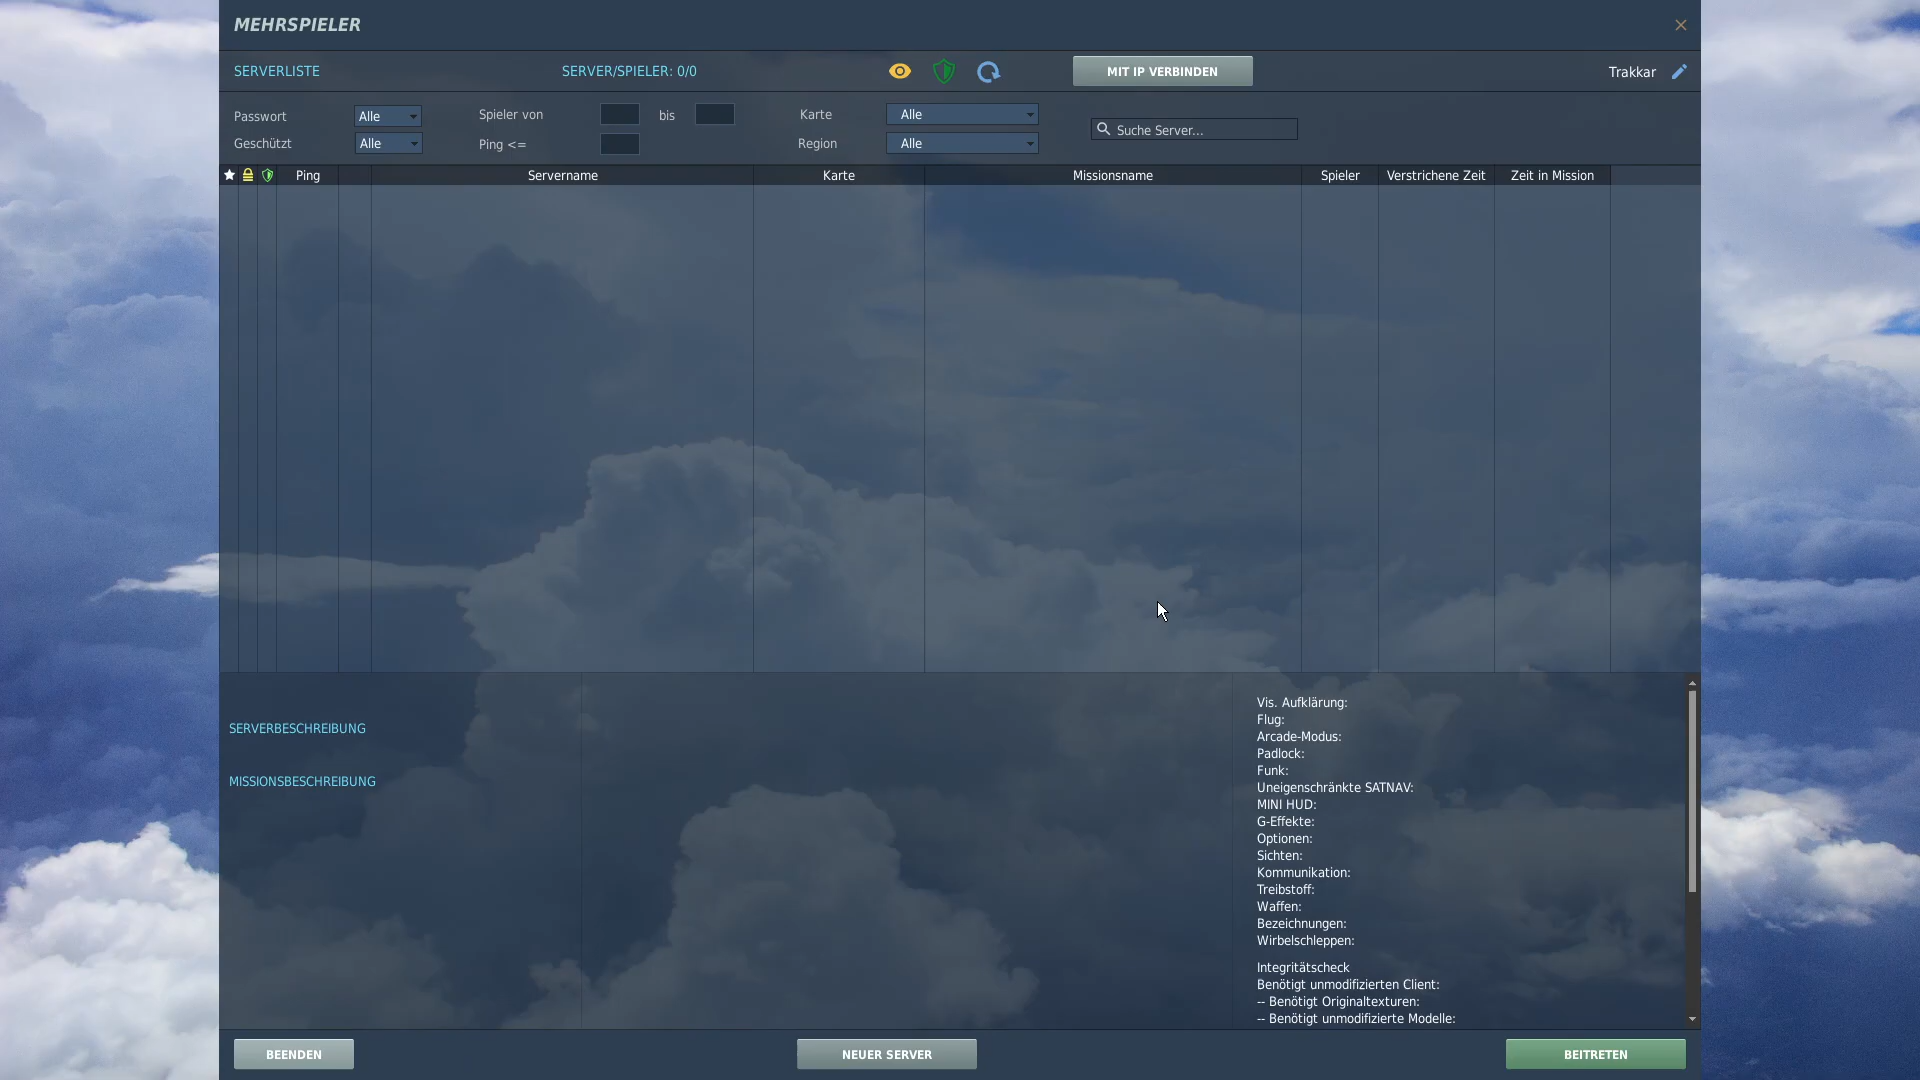 MEHRSPIELER
SERVERLISTE
SERVER/SPIELER: 0/0
MIT IP VERBINDEN
Trakkar
Passwort
Alle
Spieler von
bis
Karte
Alle
Suche Server...
Geschützt
Alle
Ping <=
Region
Alle
Ping
Servername
Karte
Missionsname
Spieler
Verstrichene Zeit
Zeit in Mission
SERVERBESCHREIBUNG
MISSIONSBESCHREIBUNG
Vis. Aufklärung:
Flug:
Arcade-Modus:
Padlock:
Funk:
Uneigenschränkte SATNAV:
MINI HUD:
G-Effekte:
Optionen:
Sichten:
Kommunikation:
Treibstoff:
Waffen:
Bezeichnungen:
Wirbelschleppen:
Integritätscheck
Benötigt unmodifizierten Client:
-- Benötigt Originaltexturen:
-- Benötigt unmodifizierte Modelle:
BEENDEN
NEUER SERVER
BEITRETEN